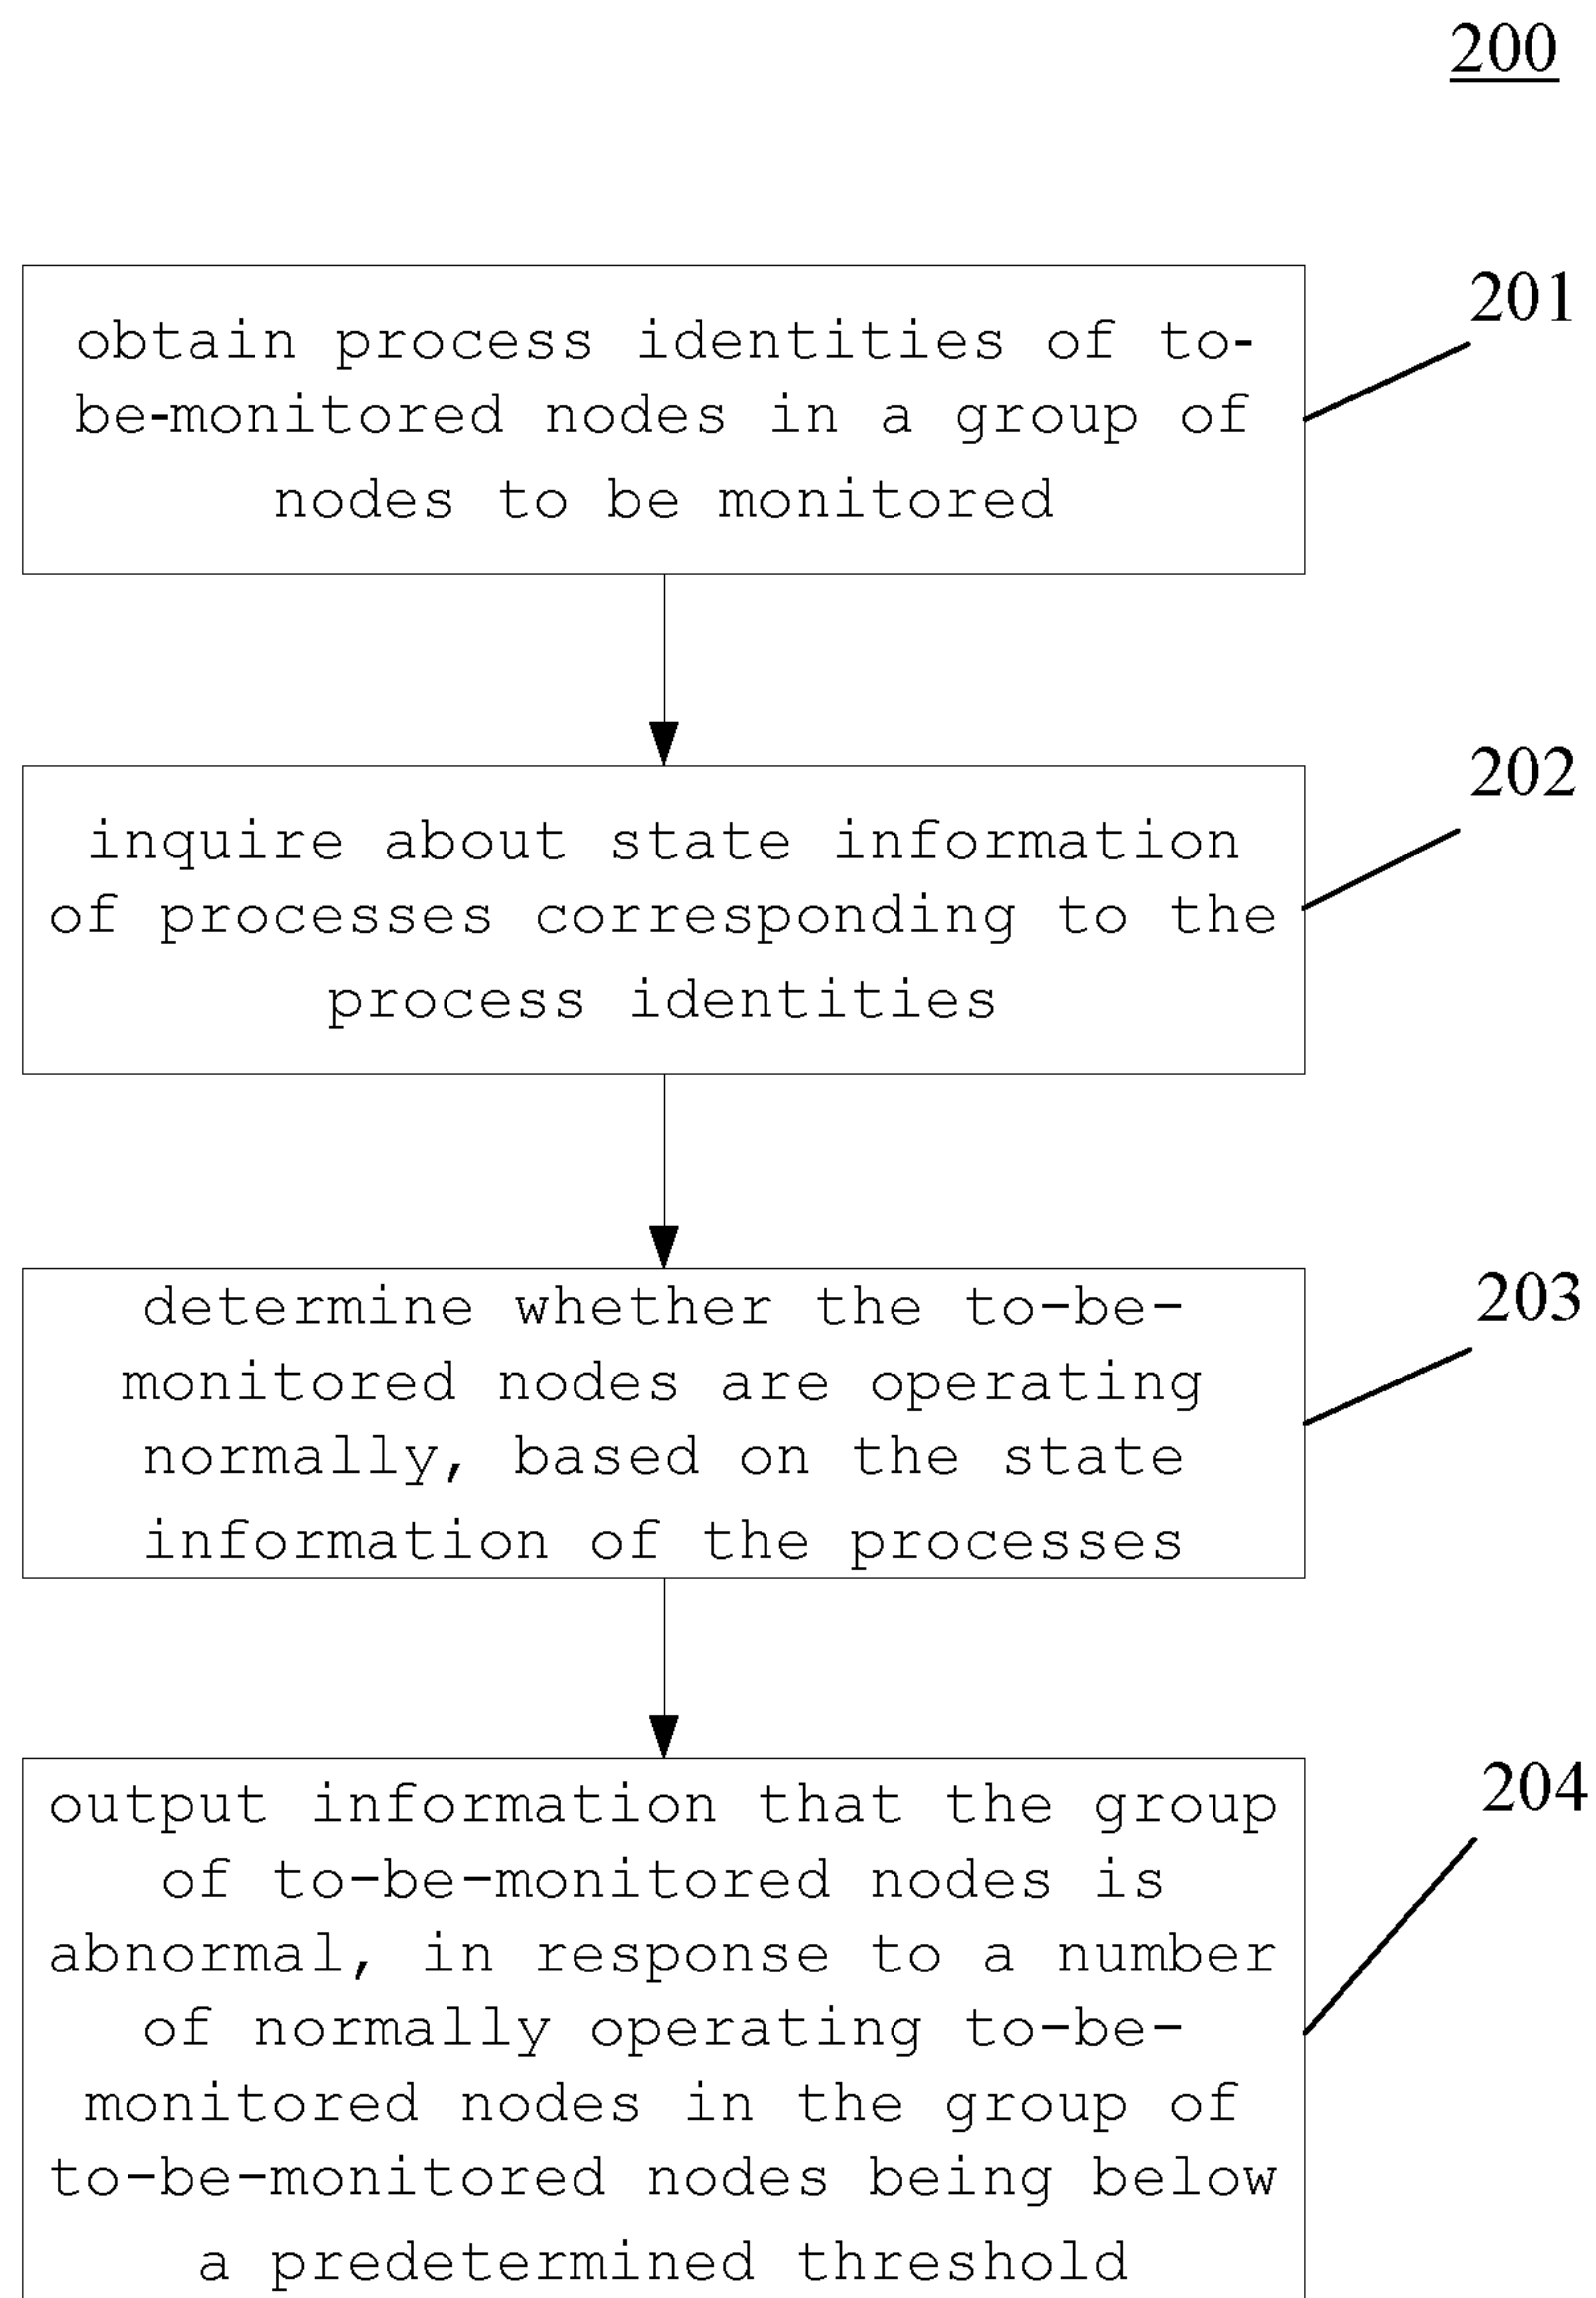 200
201
obtain process identities of to-
be-monitored nodes in a group of
nodes to be monitored
202
inquire about state information
of processes corresponding to the
process identities
203
determine whether the to-be-
monitored nodes are operating
normally, based on the state
information of the processes
204
output information that the group
of to-be-monitored nodes is
abnormal, in response to a number
of normally operating to-be-
monitored nodes in the group of
to-be-monitored nodes being below
a predetermined threshold